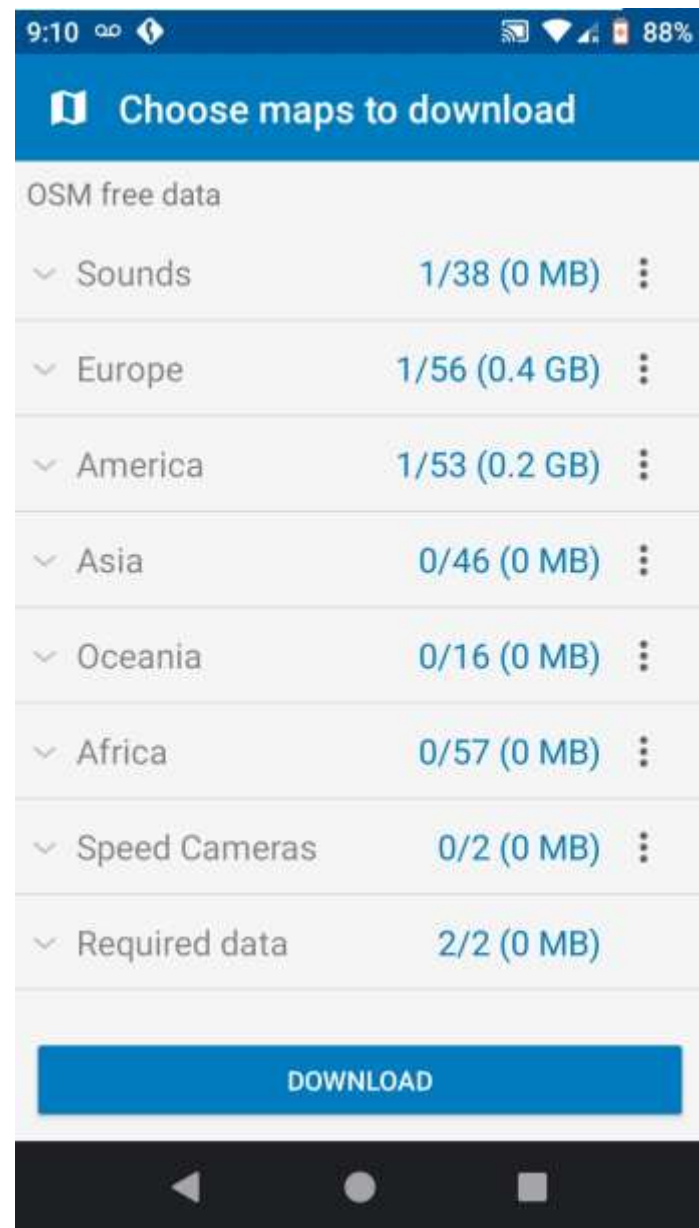 9:10 88%
Choose maps to download
OSM free data
Sounds 1/38 (0 MB)
Europe 1/56 (0.4 GB)
America 1/53 (0.2 GB)
Asia 0/46 (0 MB)
Oceania 0/16 (0 MB)
Africa 0/57 (0 MB)
Speed Cameras 0/2 (0 MB)
Required data 2/2 (0 MB)
DOWNLOAD